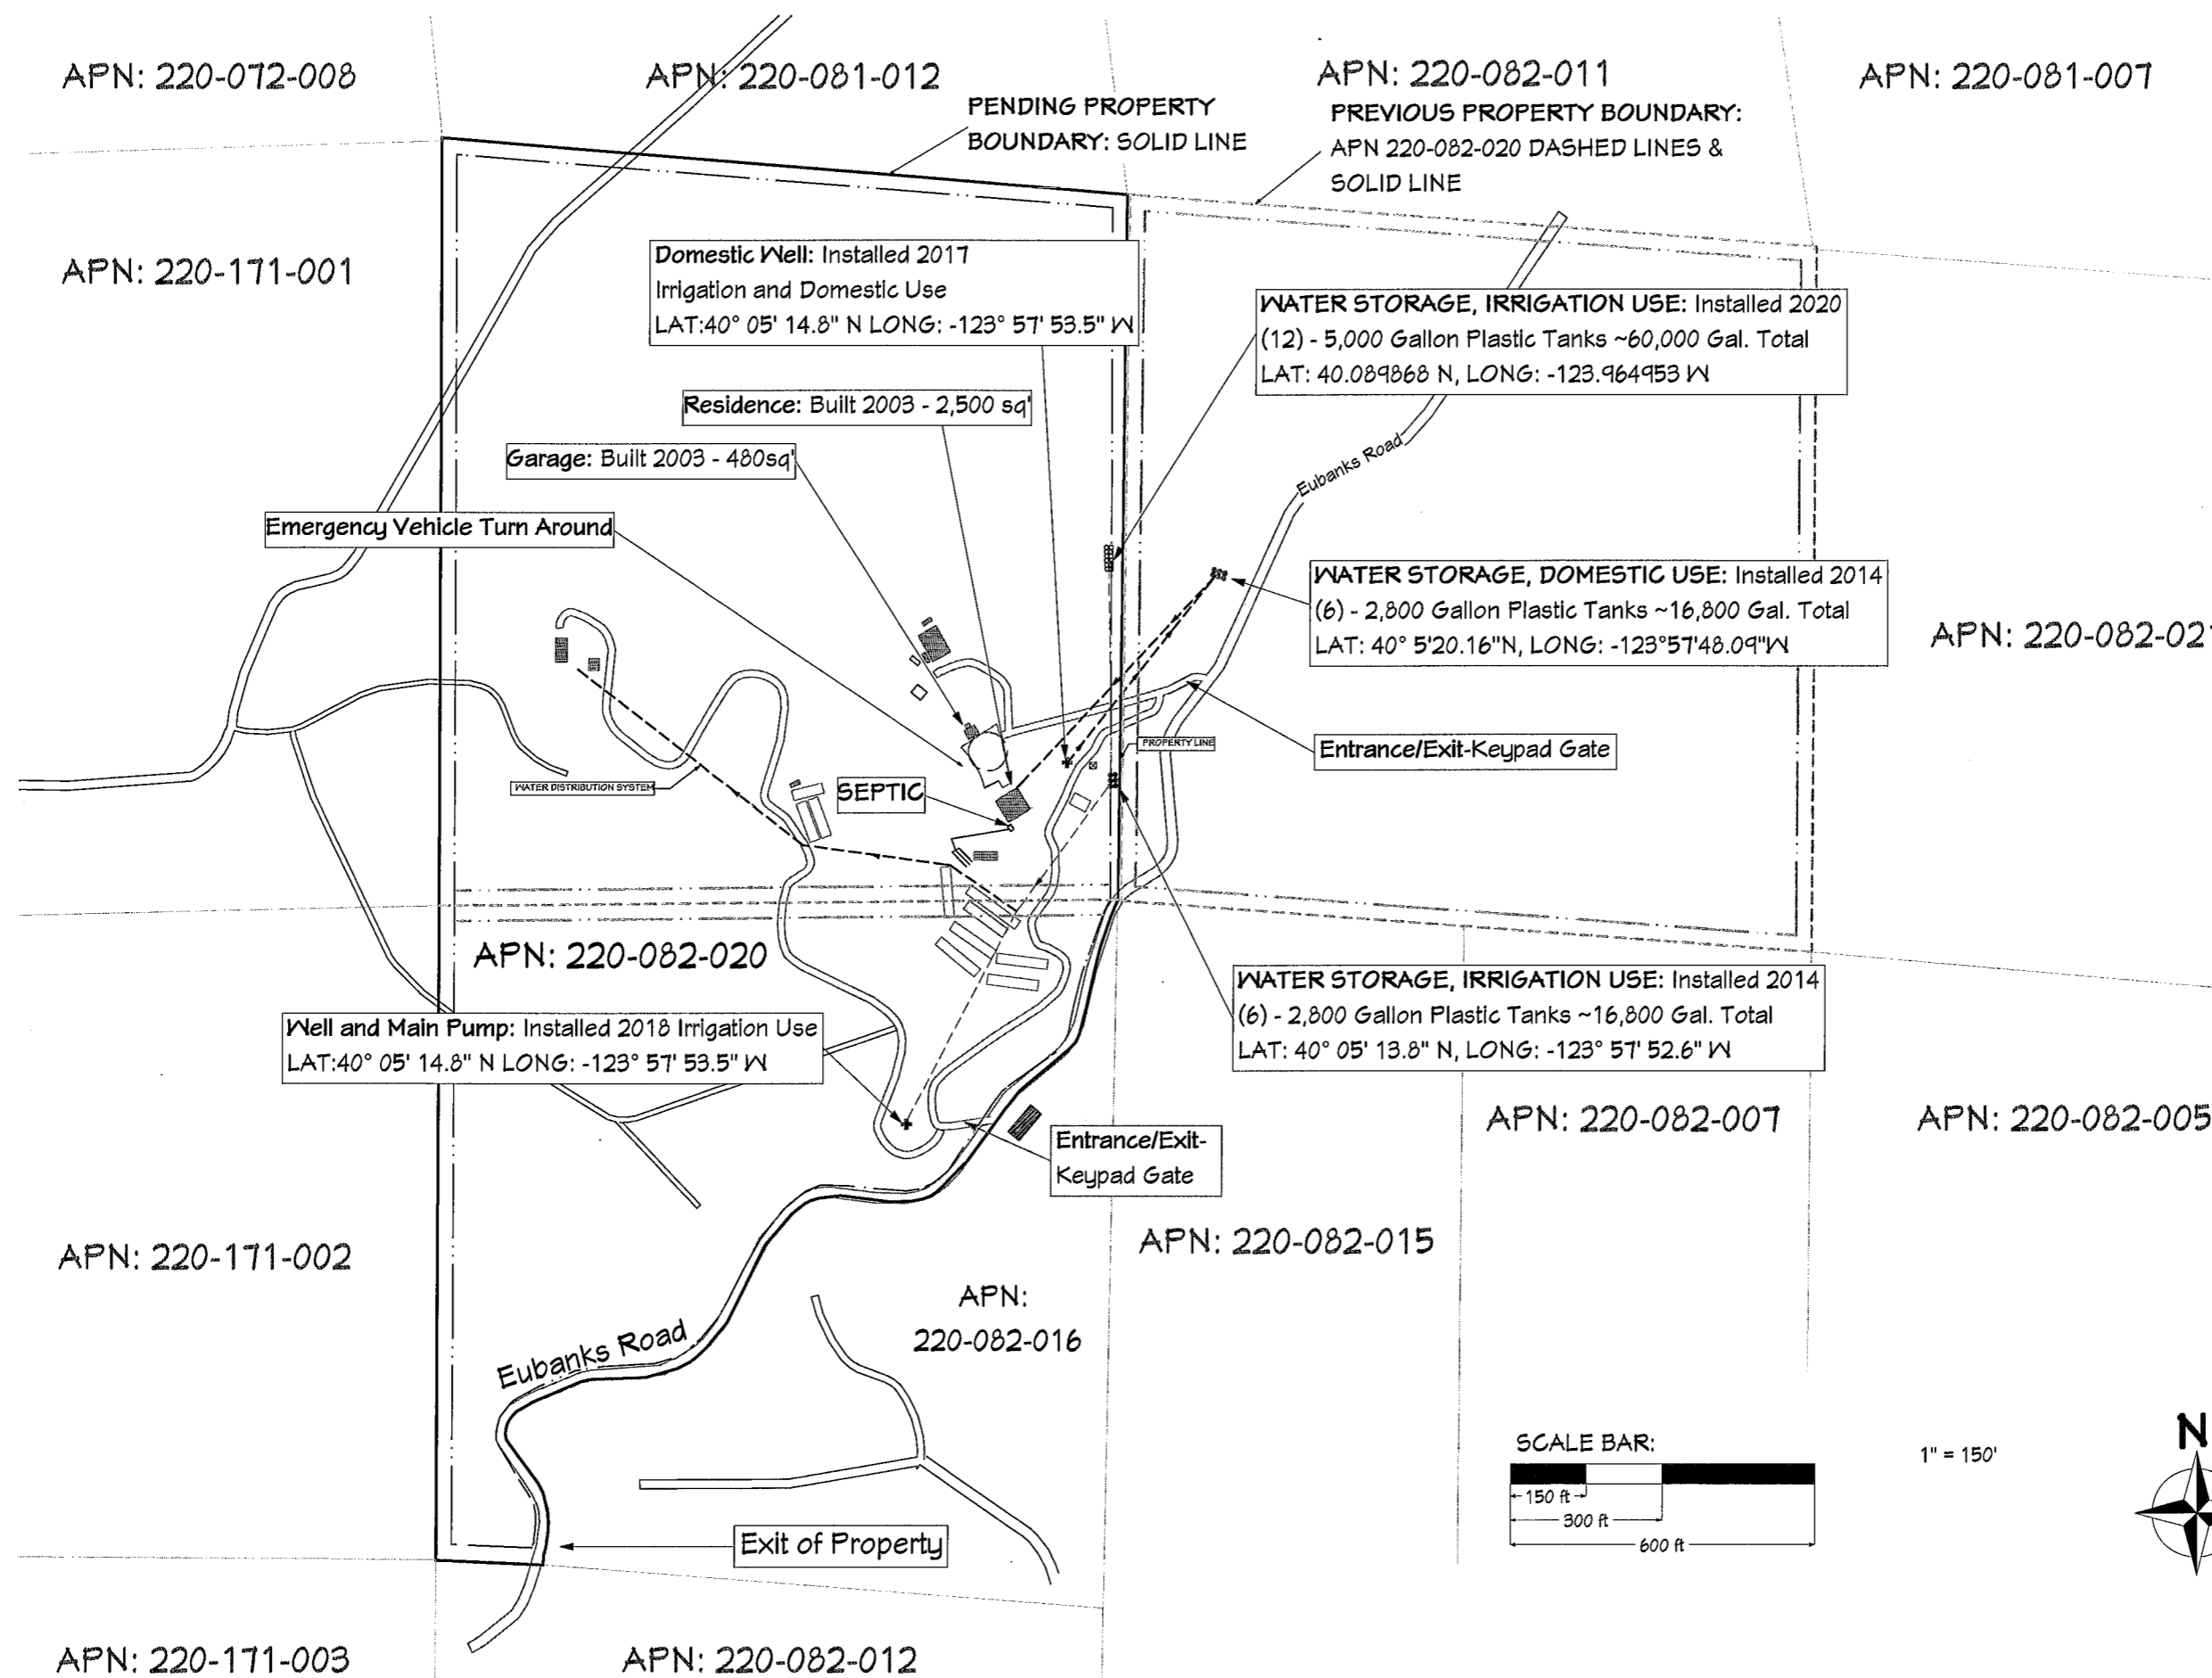 APN: 220-072-008
APN: 220-081-012
APN: 220-082-011
APN: 220-081-007
PENDING PROPERTY
BOUNDARY: SOLID LINE
PREVIOUS PROPERTY BOUNDARY:
APN 220-082-020 DASHED LINES &
SOLID LINE
APN: 220-171-001
Domestic Well: Installed 2017
Irrigation and Domestic Use
LAT:40° 05' 14.8" N LONG: -123° 57' 53.5" W
WATER STORAGE, IRRIGATION USE: Installed 2020
(12) - 5,000 Gallon Plastic Tanks ~60,000 Gal. Total
LAT: 40.089868 N, LONG: -123.964953 W
Residence: Built 2003 - 2,500 sq'
Garage: Built 2003 - 480sq'
Eubanks Road
Emergency Vehicle Turn Around
WATER STORAGE, DOMESTIC USE: Installed 2014
(6) - 2,800 Gallon Plastic Tanks ~16,800 Gal. Total
LAT: 40° 5'20.16"N, LONG: -123°57'48.09"W
APN: 220-082-021
PROPERTY LINE
Entrance/Exit-Keypad Gate
WATER DISTRIBUTION SYSTEM
SEPTIC
APN: 220-082-020
WATER STORAGE, IRRIGATION USE: Installed 2014
(6) - 2,800 Gallon Plastic Tanks ~16,800 Gal. Total
LAT: 40° 05' 13.8" N, LONG: -123° 57' 52.6" W
Well and Main Pump: Installed 2018 Irrigation Use
LAT:40° 05' 14.8" N LONG: -123° 57' 53.5" W
APN: 220-082-007
APN: 220-082-005
Entrance/Exit-
Keypad Gate
APN: 220-171-002
APN: 220-082-015
APN:
220-082-016
Eubanks Road
SCALE BAR:
150 ft
300 ft
600 ft
1" = 150'
N
Exit of Property
APN: 220-171-003
APN: 220-082-012